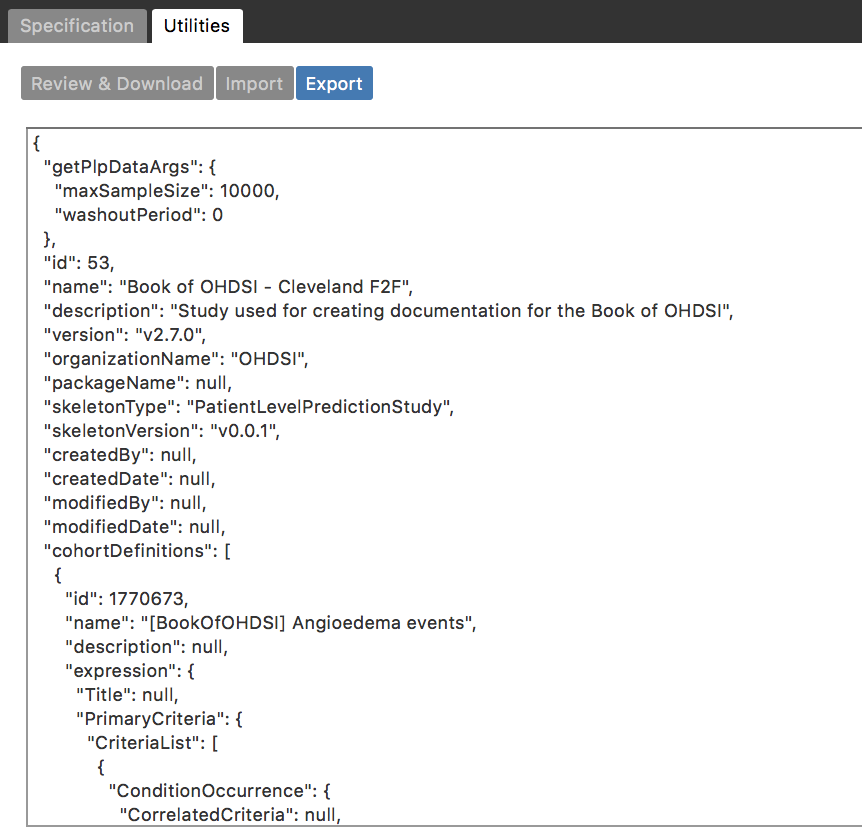 Specification Utilities
Review & Download Import Export
{
"getPlpDataArgs": {
"maxSampleSize": 10000,
"washoutPeriod": 0
},
"id": 53,
"name": "Book of OHDSI - Cleveland F2F",
"description": "Study used for creating documentation for the Book of OHDSI",
"version": "v2.7.0",
"organizationName": "OHDSI",
"packageName": null,
"skeletonType": "PatientLevelPredictionStudy",
"skeletonVersion": "v0.0.1",
"createdBy": null,
"createdDate": null,
"modifiedBy": null,
"modifiedDate": null,
"cohortDefinitions": [
{
"id": 1770673,
"name": "[BookOfOHDSI] Angioedema events",
"description": null,
"expression": {
"Title": null,
"PrimaryCriteria": {
"CriteriaList": [
{
"ConditionOccurrence": {
"CorrelatedCriteria": null,